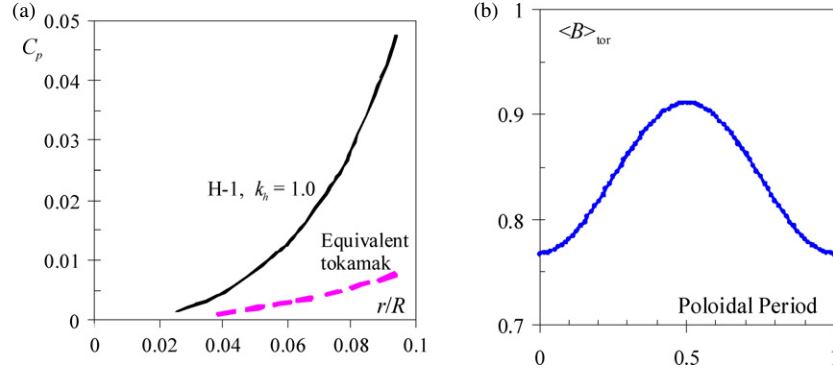 (a)
0.05
C_p
0.04
0.03
0.02
0.01
0
H-1, k_h = 1.0
Equivalent
tokamak
r/R
0 0.02 0.04 0.06 0.08 0.1
(b)
1
<B>_tor
0.9
0.8
0.7
Poloidal Period
0 0.5